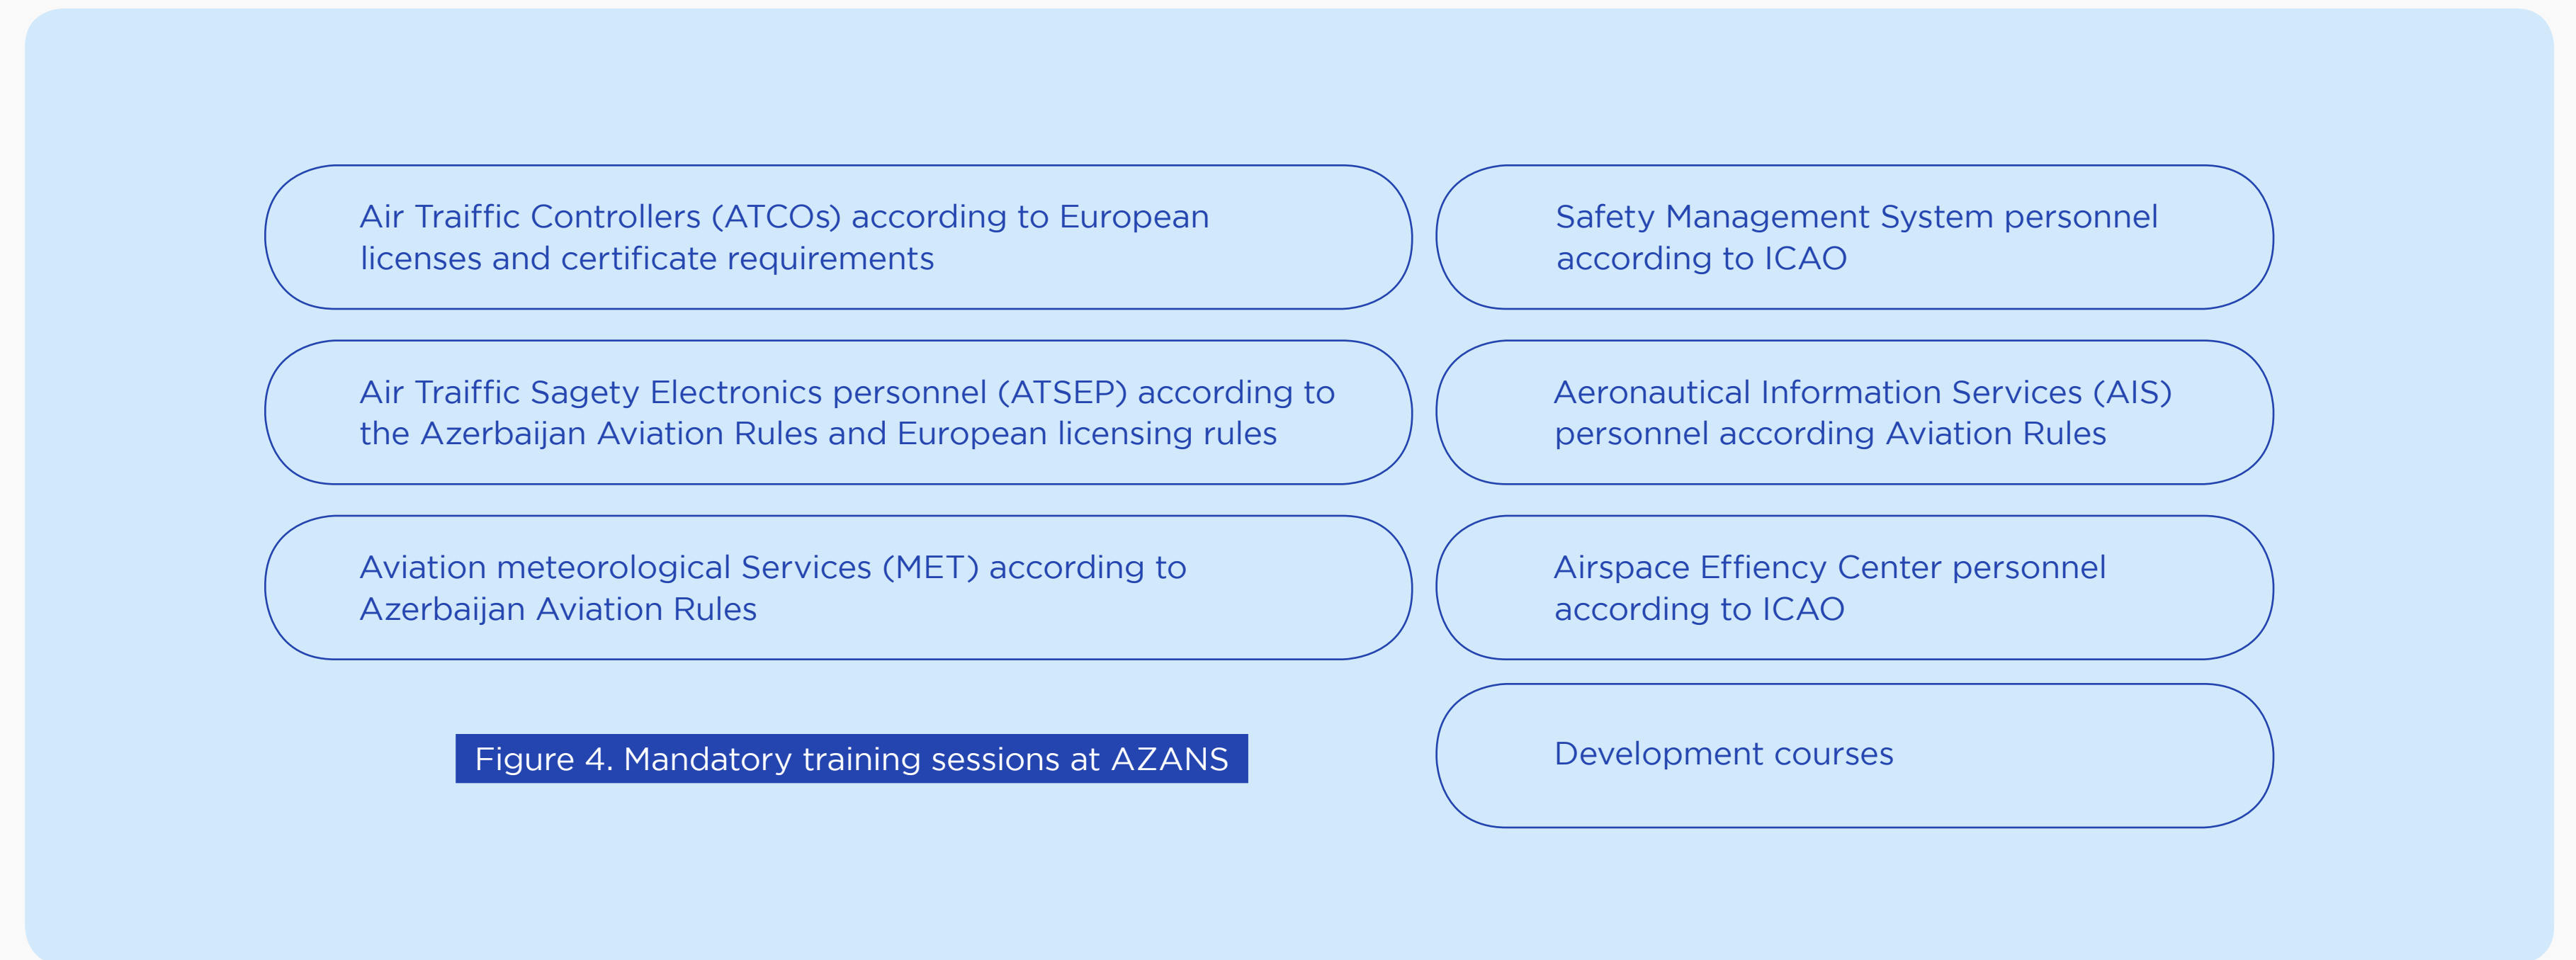 Air Traiffic Controllers (ATCOs) according to European
licenses and certificate requirements
Air Traiffic Sagety Electronics personnel (ATSEP) according to
the Azerbaijan Aviation Rules and European licensing rules
Aviation meteorological Services (MET) according to
Azerbaijan Aviation Rules
Figure 4. Mandatory training sessions at AZANS
Safety Management System personnel
according to ICAO
Aeronautical Information Services (AIS)
personnel according Aviation Rules
Airspace Effiency Center personnel
according to ICAO
Development courses